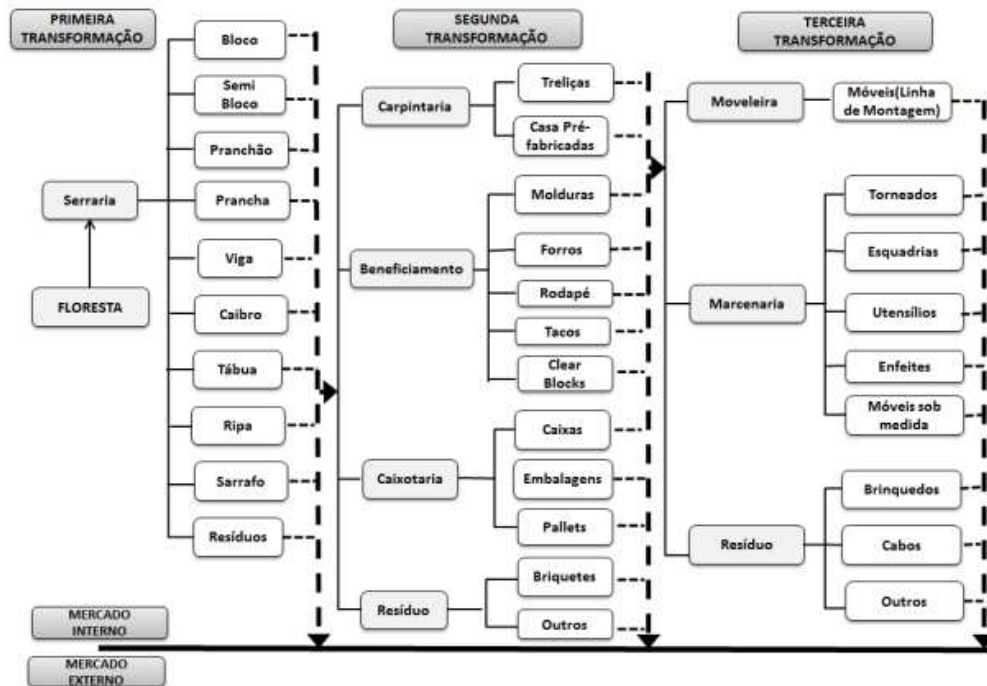 PRIMEIRA
TRANSFORMAÇÃO
Serraria
FLORESTA
Bloco
Semi
Bloco
Pranchão
Prancha
Viga
Caibro
Tábua
Ripa
Sarrafo
Resíduos
SEGUNDA
TRANSFORMAÇÃO
Carpintaria
Treliças
Casa Pré-
fabricadas
Beneficiamento
Molduras
Forros
Rodapé
Tacos
Clear
Blocks
Caixotaria
Caixas
Embalagens
Pallets
Resíduo
Briquetes
Outros
TERCEIRA
TRANSFORMAÇÃO
Moveleira
Móveis(Linha
de Montagem)
Marcenaria
Torneados
Esquadrias
Utensílios
Enfeites
Móveis sob
medida
Resíduo
Brinquedos
Cabos
Outros
MERCADO
INTERNO
MERCADO
EXTERNO